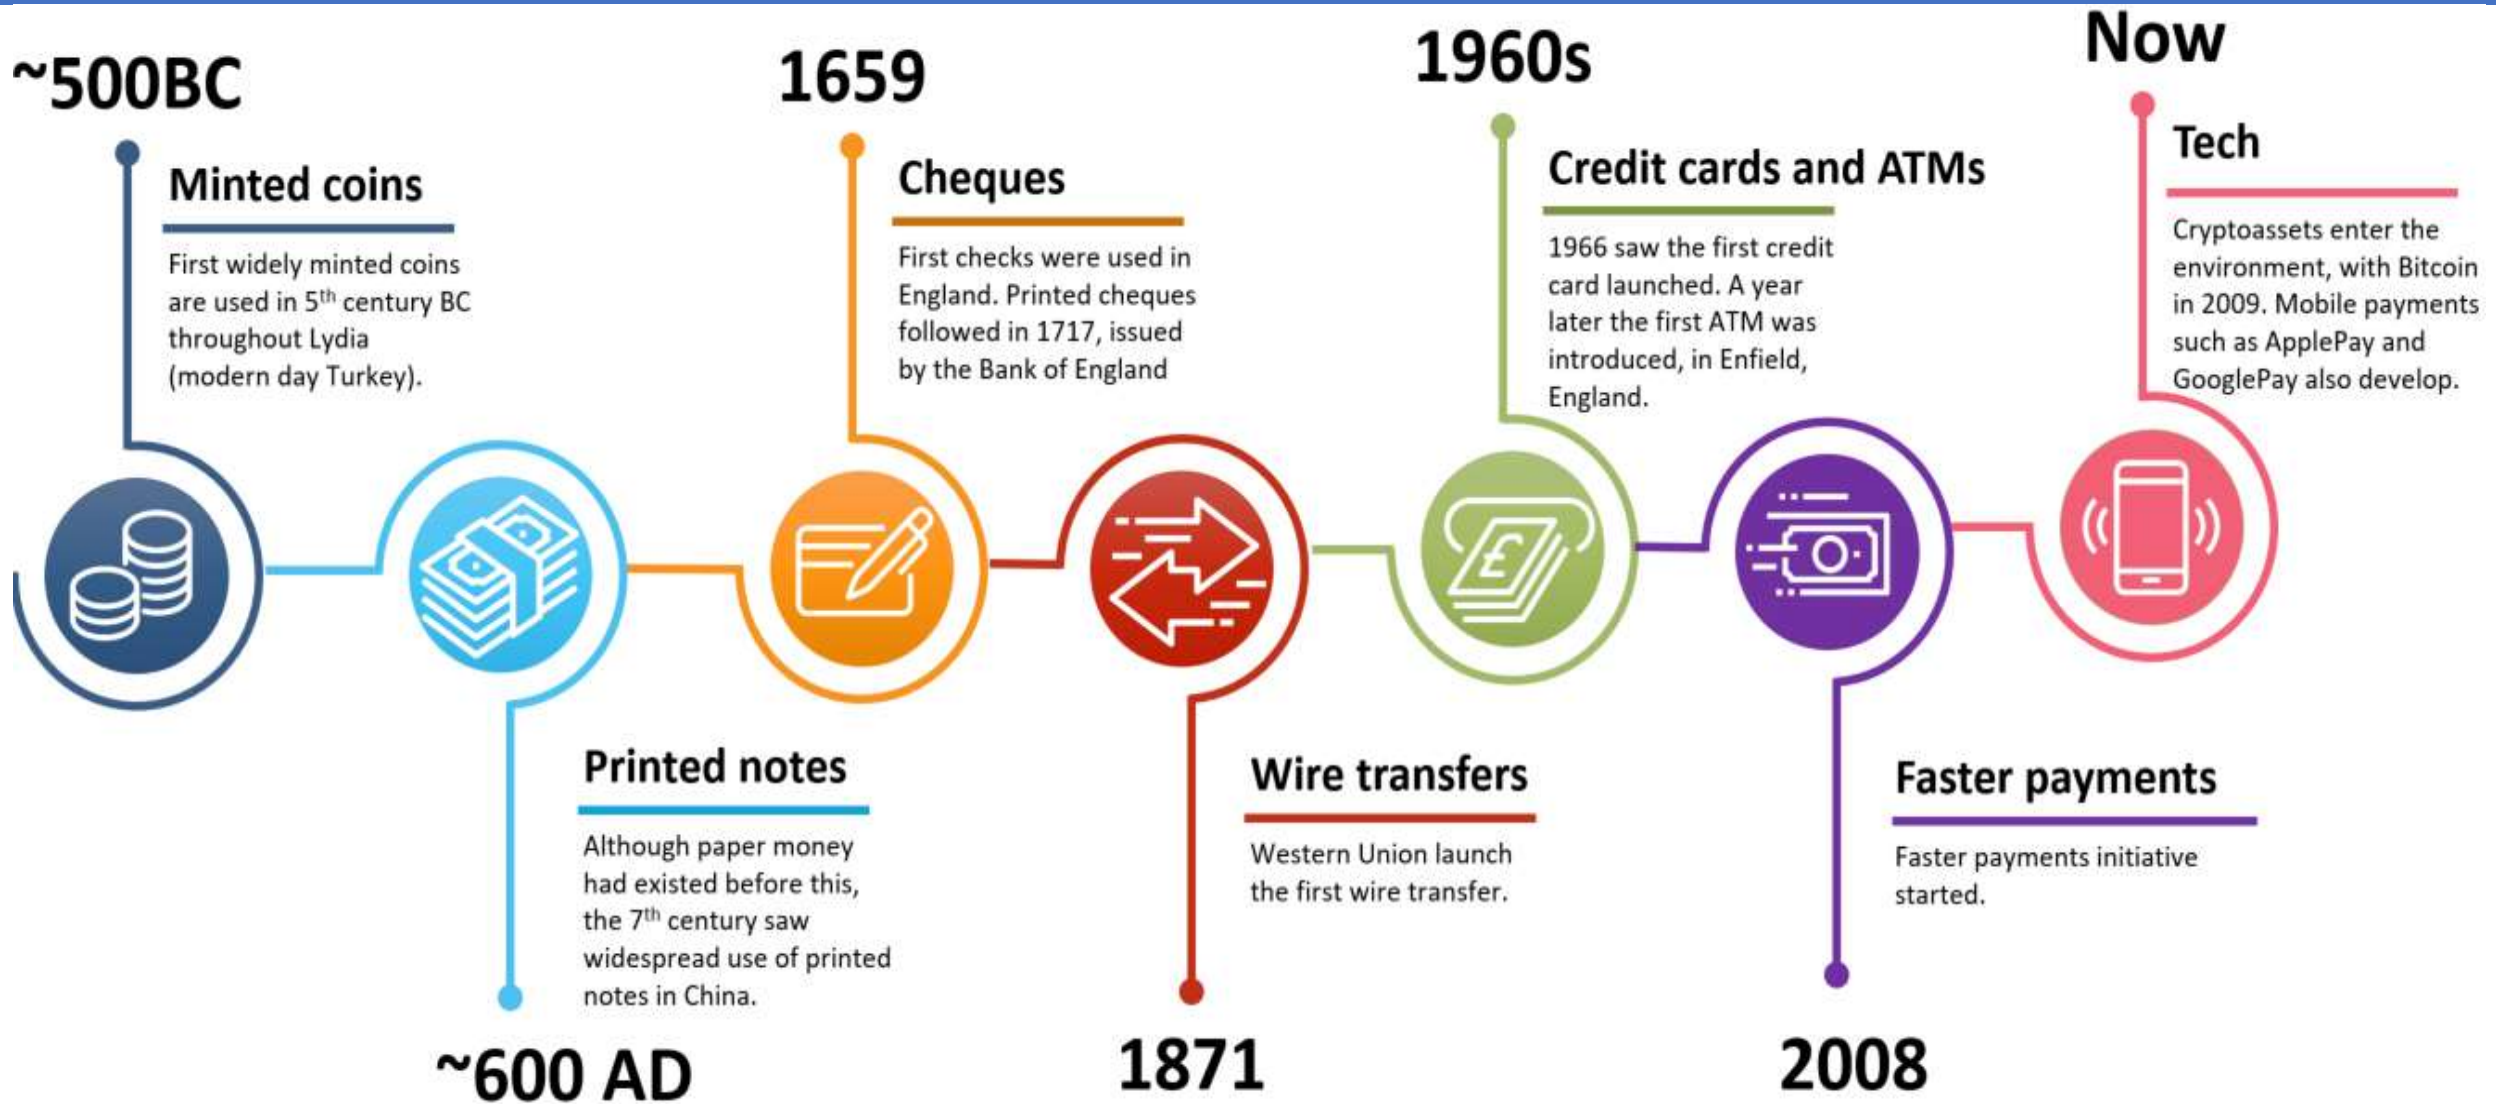 ~500BC
Minted coins
First widely minted coins
are used in 5th century BC
throughout Lydia
(modern day Turkey).
Printed notes
Although paper money
had existed before this,
the 7th century saw
widespread use of printed
notes in China.
~600 AD
1659
Cheques
First checks were used in
England. Printed cheques
followed in 1717, issued
by the Bank of England
Wire transfers
Western Union launch
the first wire transfer.
1871
1960s
Credit cards and ATMs
1966 saw the first credit
card launched. A year
later the first ATM was
introduced, in Enfield,
England.
£
Faster payments
Faster payments initiative
started.
2008
Now
Tech
Cryptoassets enter the
environment, with Bitcoin
in 2009. Mobile payments
such as ApplePay and
GooglePay also develop.